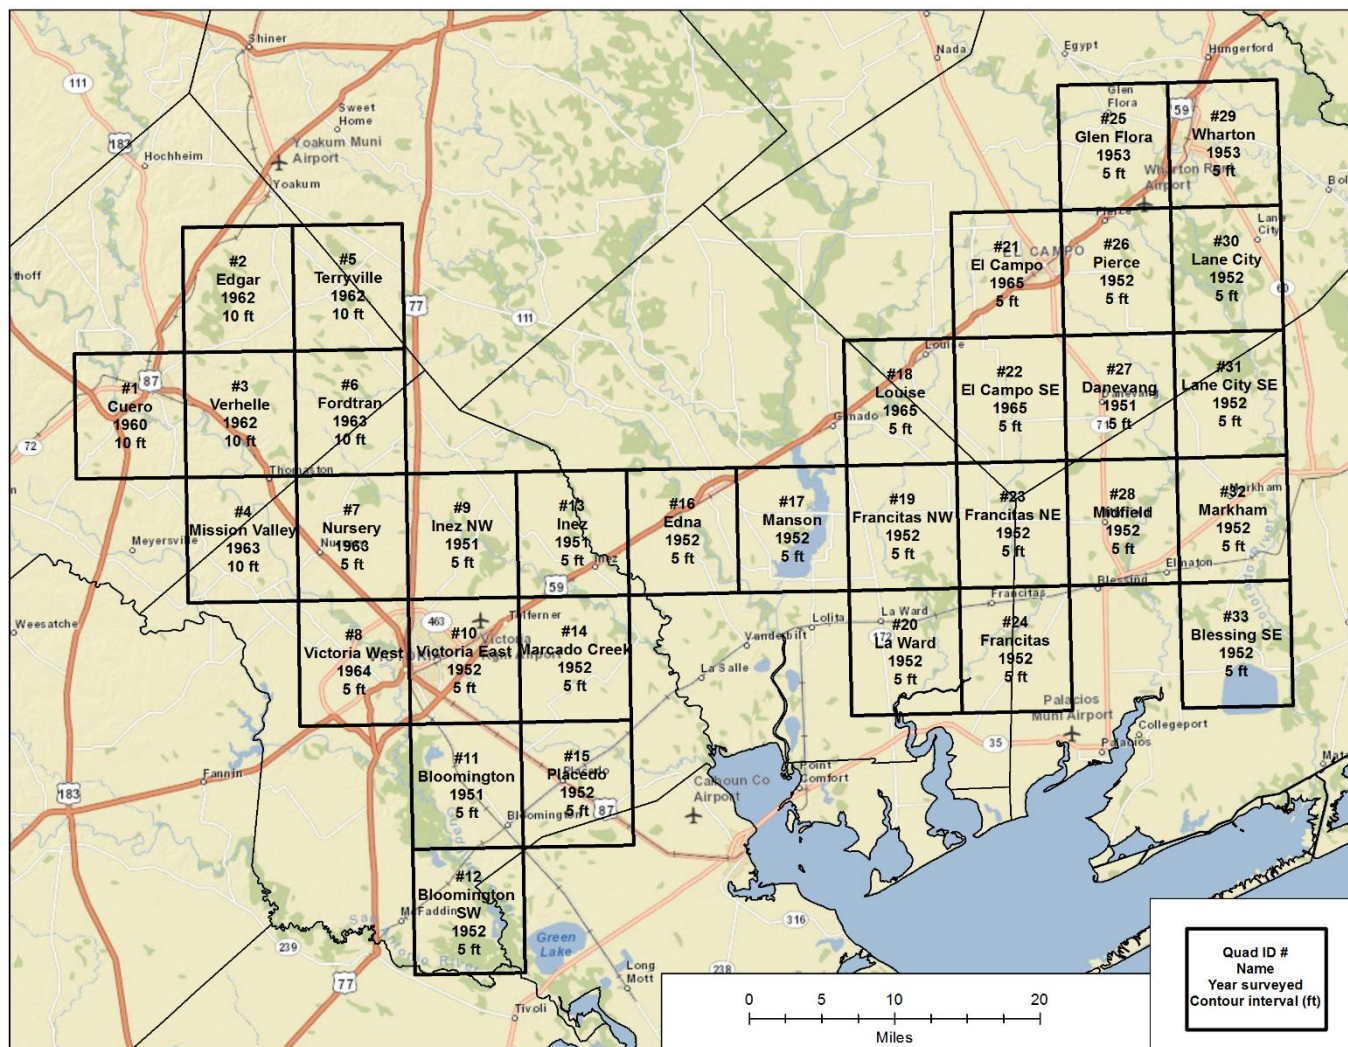 Shiner
Nada
Egypt
Hungerford
111
Sweet
Home
183
Yoakum Muni
Airport
Hochheim
Yoakum
Glen
Flora
59
#25
Glen Flora
1953
5 ft
#29
Wharton
1953
5 ft
Airport
Pierce
Lane
City
#2
Edgar
1962
10 ft
#5
Terryville
1962
10 ft
77
111
#21
El Campo
1965
5 ft
EL CAMPO
#26
Pierce
1952
5 ft
#30
Lane City
1952
5 ft
60
Louise
87
#1
Cuero
1960
10 ft
#3
Verhelle
1962
10 ft
#6
Fordtran
1963
10 ft
72
Thomaston
Ganado
#18
Louise
1965
5 ft
#22
El Campo SE
1965
5 ft
#27
Danevang
1951
5 ft
Danevang
71
#31
Lane City SE
1952
5 ft
#4
Mission Valley
1963
10 ft
Meyersville
#7
Nursery
1963
5 ft
#9
Inez NW
1951
5 ft
#13
Inez
1951
5 ft
Inez
59
#16
Edna
1952
5 ft
#17
Manson
1952
5 ft
#19
Francitas NW
1952
5 ft
#23
Francitas NE
1952
5 ft
#28
Midfield
1952
5 ft
#32
Markham
1952
5 ft
Markham
Elmaton
Blessing
Weesatche
463
Telferner
#8
Victoria West
1964
5 ft
#10
Victoria East
1952
5 ft
Victoria
Airport
#14
Marcado Creek
1952
5 ft
Vanderbilt
Lolita
La Salle
La Ward
172
#20
La Ward
1952
5 ft
Francitas
#24
Francitas
1952
5 ft
#33
Blessing SE
1952
5 ft
Palacios
Muni Airport
Collegeport
Palacios
35
Fannin
183
#11
Bloomington
1951
5 ft
#15
Placedo
1952
5 ft
Placedo
87
Bloomington
Calhoun Co
Airport
Point
Comfort
#12
Bloomington
SW
1952
5 ft
McFaddin
San Antonio River
239
77
Green
Lake
Long
Mott
Tivoli
316
238
0 5 10 20
Miles
Quad ID #
Name
Year surveyed
Contour interval (ft)